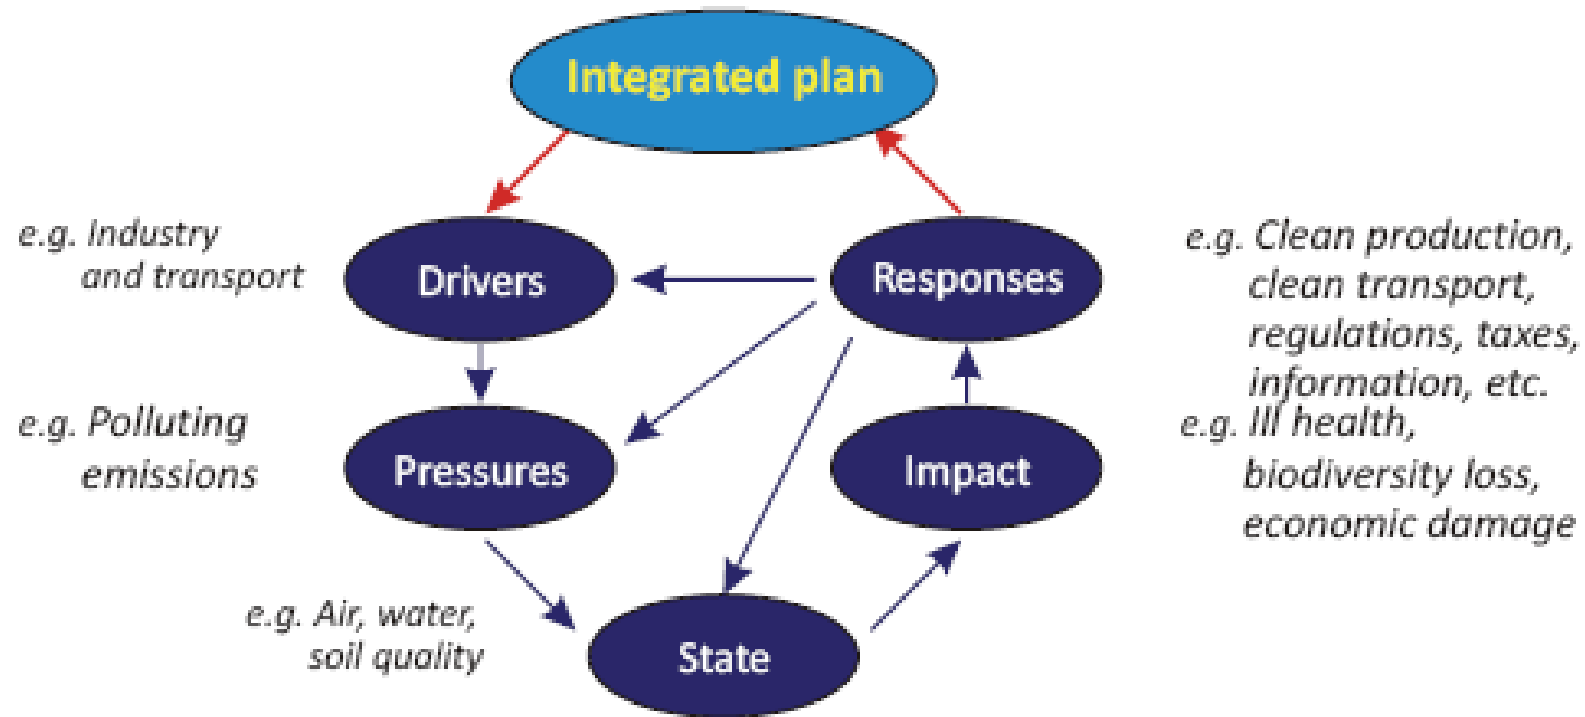 Integrated plan
e.g. Industry
and transport
Drivers
Responses
e.g. Clean production,
clean transport,
regulations, taxes,
information, etc.
e.g. Polluting
emissions
Pressures
Impact
e.g. Ill health,
biodiversity loss,
economic damage
e.g. Air, water,
soil quality
State